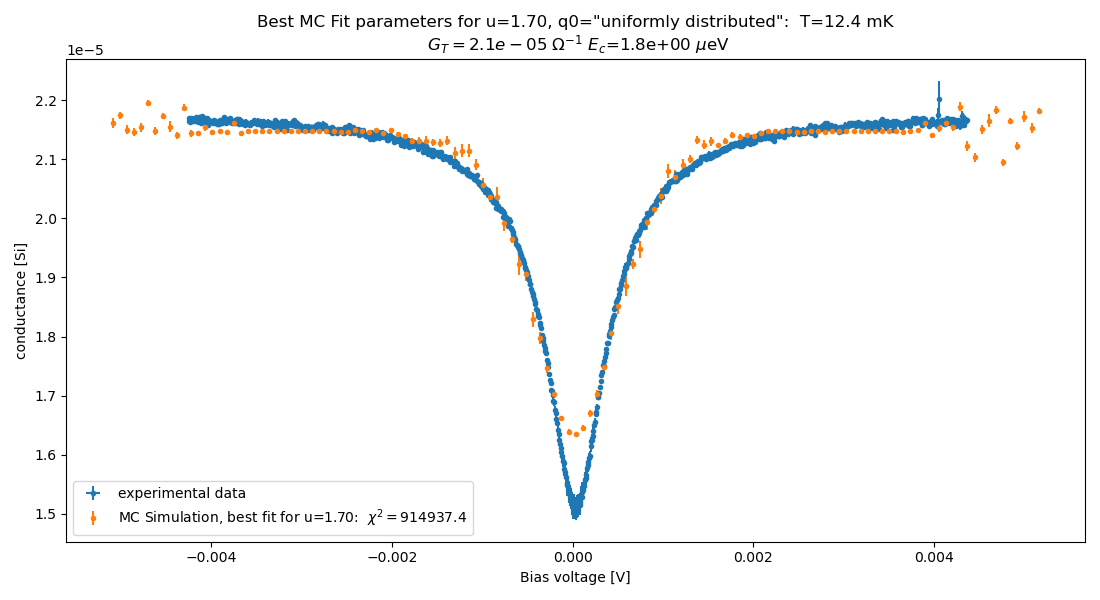 Best MC Fit parameters for u=1.70, q0="uniformly distributed":  T=12.4 mK
$G_T = 2.1e-05\ \Omega^{-1}$ $E_c$=1.8e+00 $\mu$eV
1e−5
2.2
2.1
2.0
1.9
1.8
1.7
1.6
1.5
conductance [Si]
experimental data
MC Simulation, best fit for u=1.70:  $\chi^2 = 914937.4$
−0.004
−0.002
0.000
0.002
0.004
Bias voltage [V]